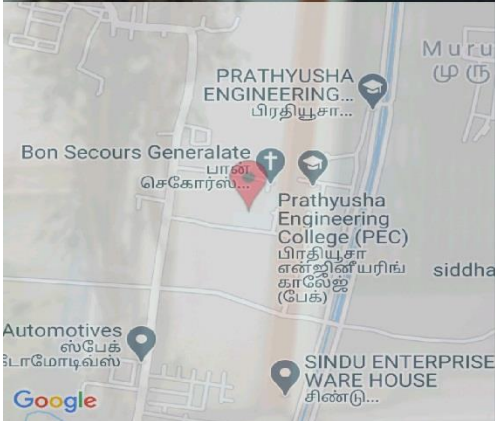 PRATHYUSHA
ENGINEERING...
பிரதியூசா...
Muru
முரு
Bon Secours Generalate
பான்
செகோர்ஸ்...
Prathyusha
Engineering
College (PEC)
பிரதியூசா
என்ஜினீயரிங்
காலேஜ்
(பேக்)
siddha
Automotives
ஸ்பேக்
டோமோடிவ்ஸ்
SINDU ENTERPRISE
WARE HOUSE
சிண்டு...
Google